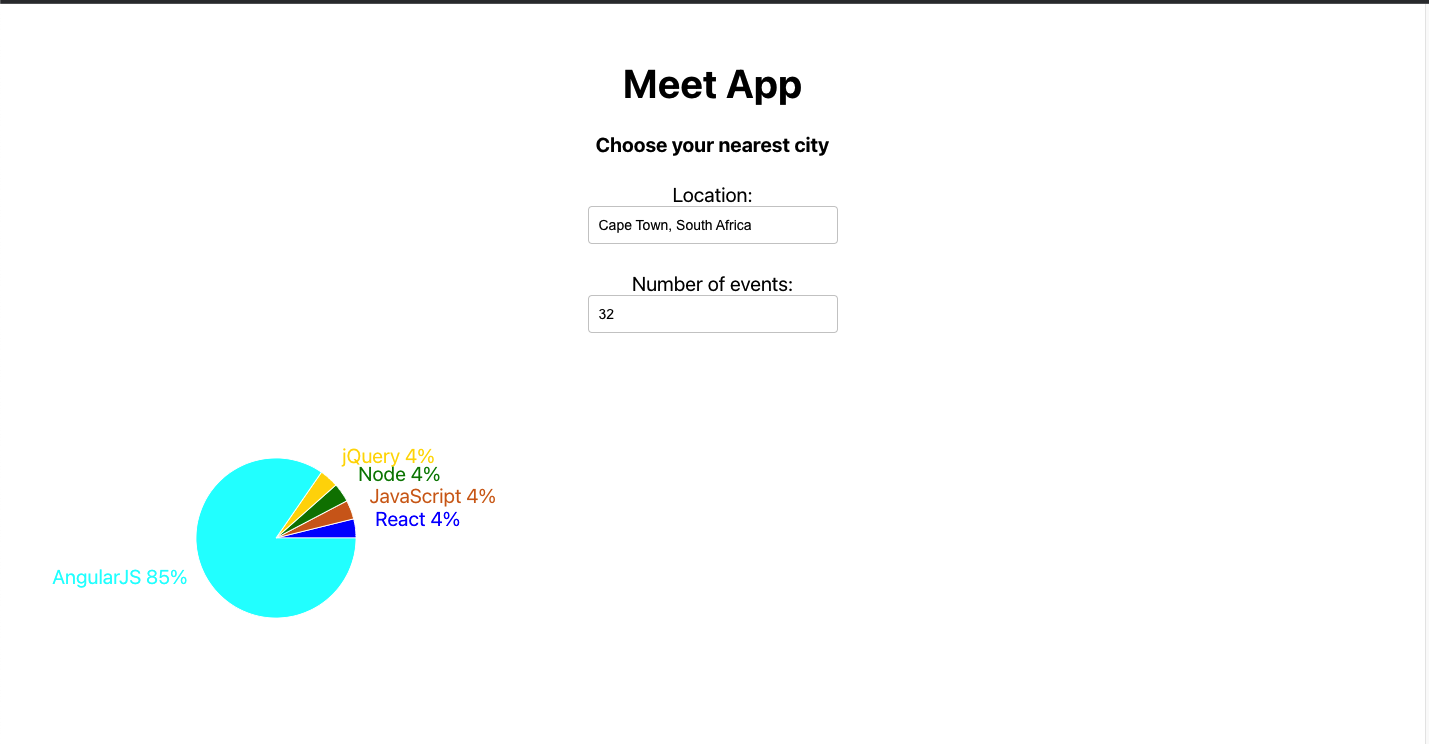 Meet App
Choose your nearest city
Location:
Cape Town, South Africa
Number of events:
32
jQuery 4%
Node 4%
JavaScript 4%
React 4%
AngularJS 85%